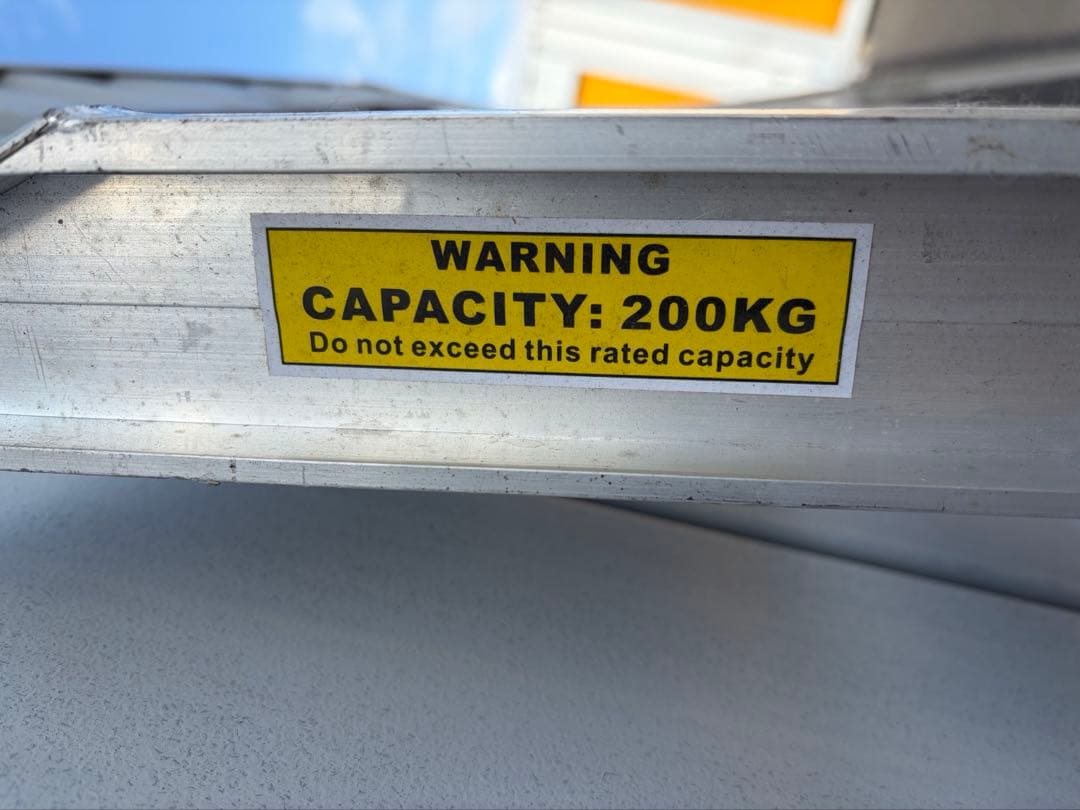 WARNING
CAPACITY: 200KG
Do not exceed this rated capacity